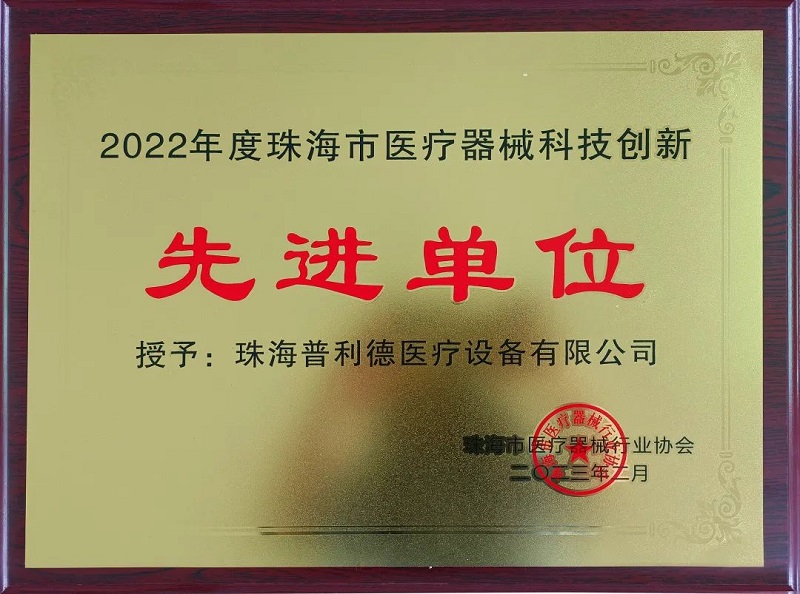 2022年度珠海市医疗器械科技创新
先进单位
授予：珠海普利德医疗设备有限公司
珠海市医疗器械行业协会
二〇二三年二月